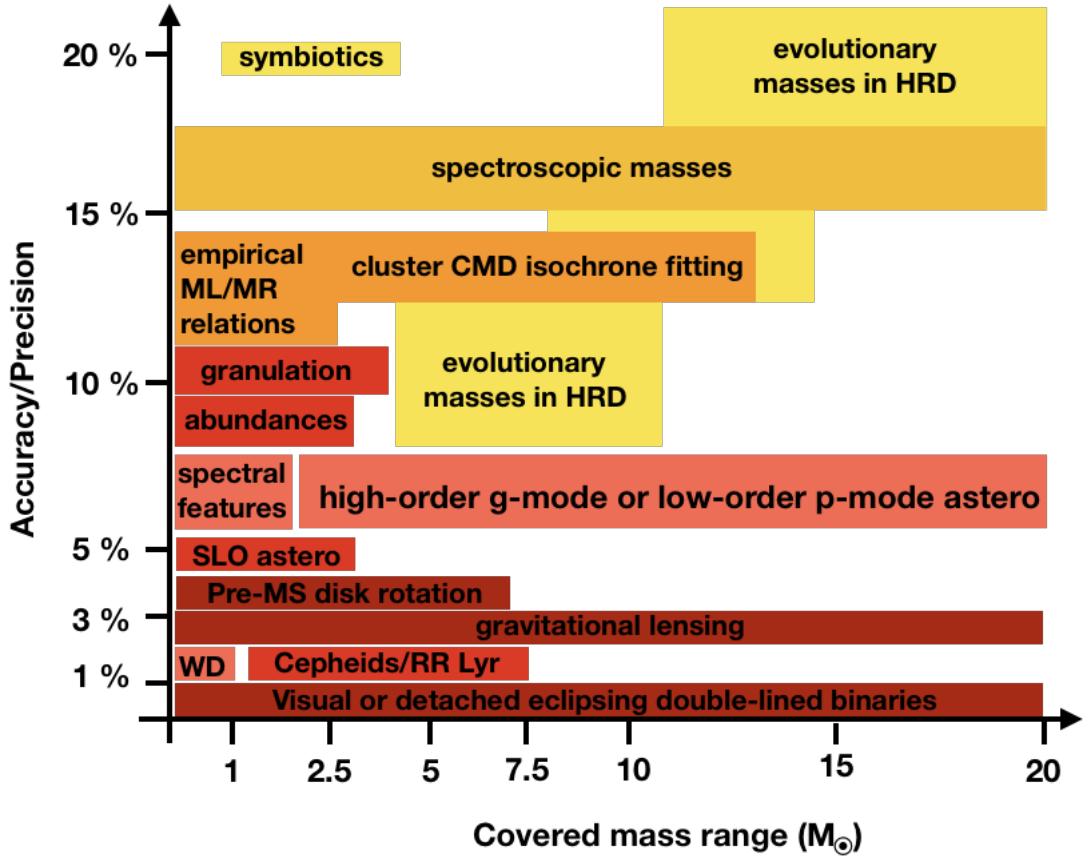 20 %
symbiotics
evolutionary
masses in HRD
spectroscopic masses
15 %
empirical
ML/MR
relations
cluster CMD isochrone fitting
granulation
10 %
evolutionary
masses in HRD
abundances
spectral
features
high-order g-mode or low-order p-mode astero
5 %
SLO astero
Pre-MS disk rotation
3 %
gravitational lensing
1 %
WD
Cepheids/RR Lyr
Visual or detached eclipsing double-lined binaries
Accuracy/Precision
1
2.5
5
7.5
10
15
20
Covered mass range (M☉)